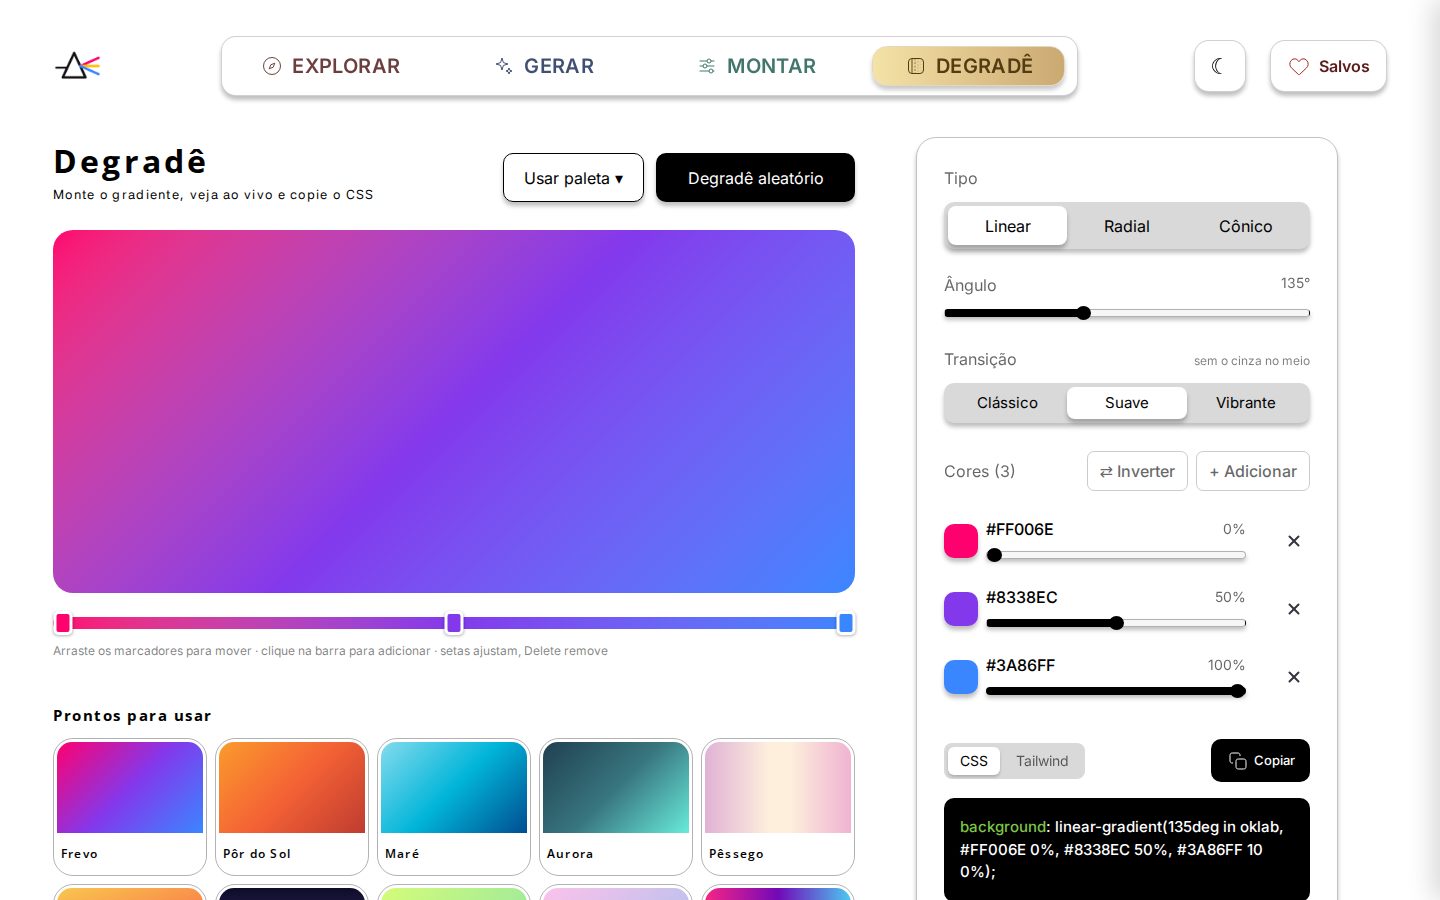 EXPLORAR
GERAR
MONTAR
DEGRADÊ
Salvos
Degradê
Monte o gradiente, veja ao vivo e copie o CSS
Usar paleta ▾
Degradê aleatório
Arraste os marcadores para mover · clique na barra para adicionar · setas ajustam, Delete remove
Prontos para usar
Frevo
Pôr do Sol
Maré
Aurora
Pêssego
Tipo
Linear
Radial
Cônico
Ângulo
135°
Transição
sem o cinza no meio
Clássico
Suave
Vibrante
Cores (3)
⇄ Inverter
+ Adicionar
#FF006E
0%
✕
#8338EC
50%
✕
#3A86FF
100%
✕
CSS
Tailwind
Copiar
background: linear-gradient(135deg in oklab,
#FF006E 0%, #8338EC 50%, #3A86FF 10
0%);